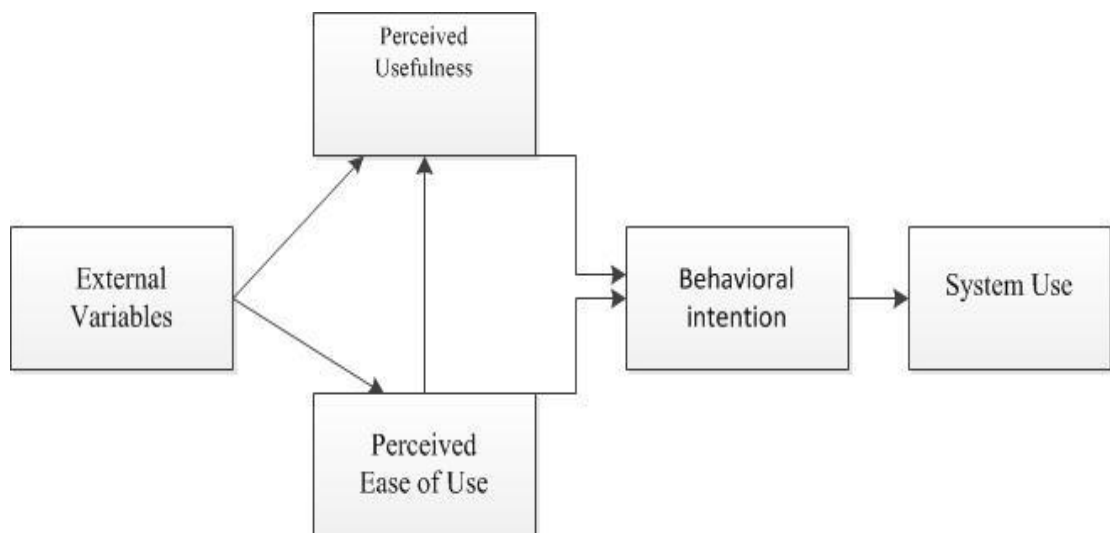 Perceived
Usefulness
External
Variables
Behavioral
intention
System Use
Perceived
Ease of Use